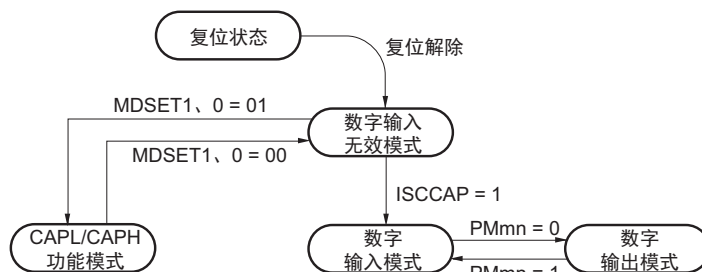 复位状态
复位解除
MDSET1、0 = 01
数字输入
无效模式
MDSET1、0 = 00
ISCCAP = 1
CAPL/CAPH
功能模式
数字
输入模式
PMmn = 0
PMmn = 1
数字
输出模式